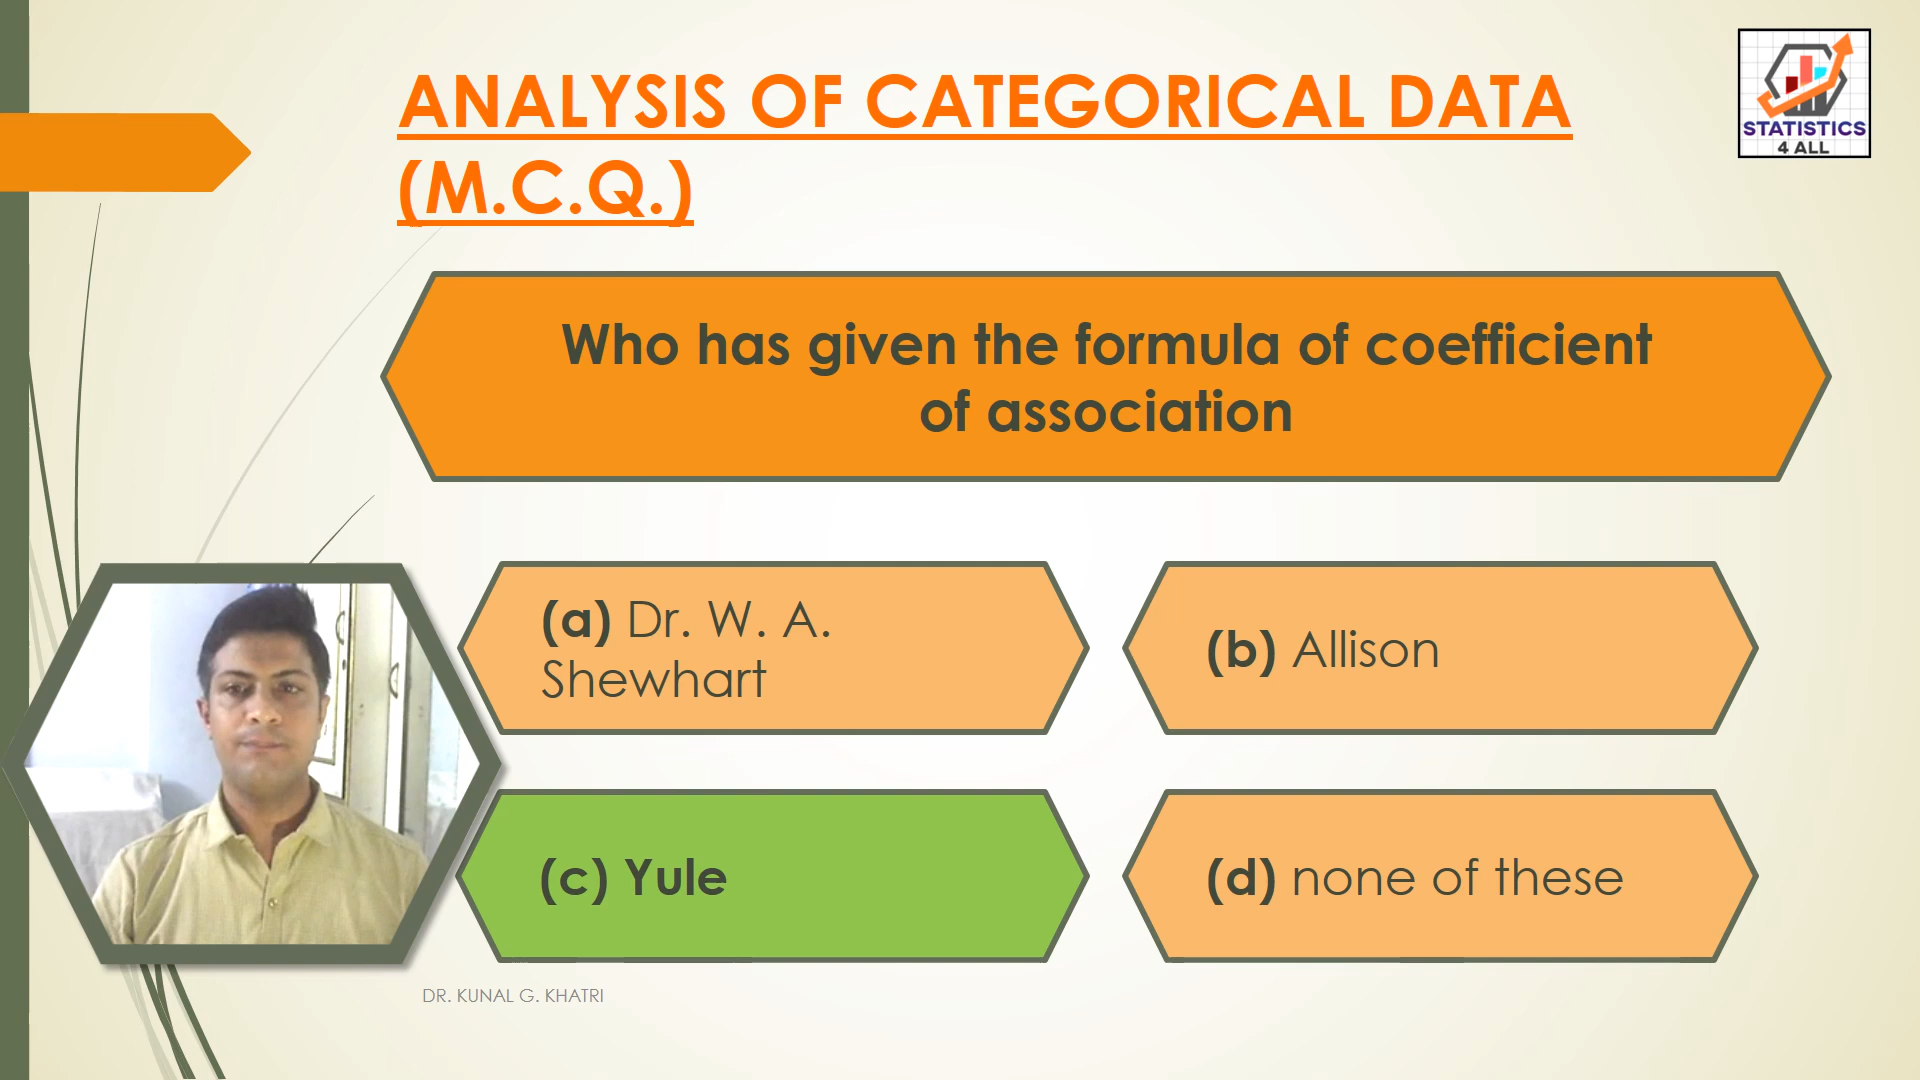 ANALYSIS OF CATEGORICAL DATA
(M.C.Q.)
STATISTICS
4 ALL
Who has given the formula of coefficient
of association
(a) Dr. W. A.
Shewhart
(b) Allison
(c) Yule
(d) none of these
DR. KUNAL G. KHATRI